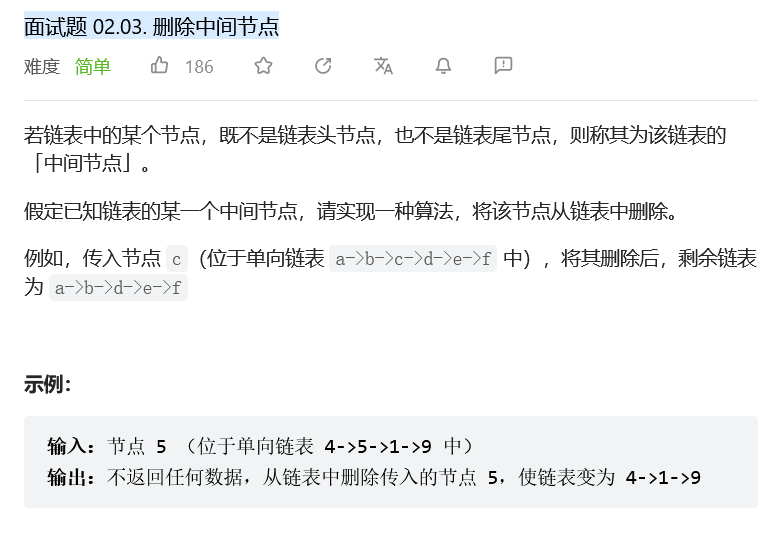 面试题 02.03. 删除中间节点
难度 简单 186
若链表中的某个节点，既不是链表头节点，也不是链表尾节点，则称其为该链表的
「中间节点」。
假定已知链表的某一个中间节点，请实现一种算法，将该节点从链表中删除。
例如，传入节点 c（位于单向链表 a->b->c->d->e->f 中），将其删除后，剩余链表
为 a->b->d->e->f
示例：
输入：节点 5 （位于单向链表 4->5->1->9 中）
输出：不返回任何数据，从链表中删除传入的节点 5，使链表变为 4->1->9